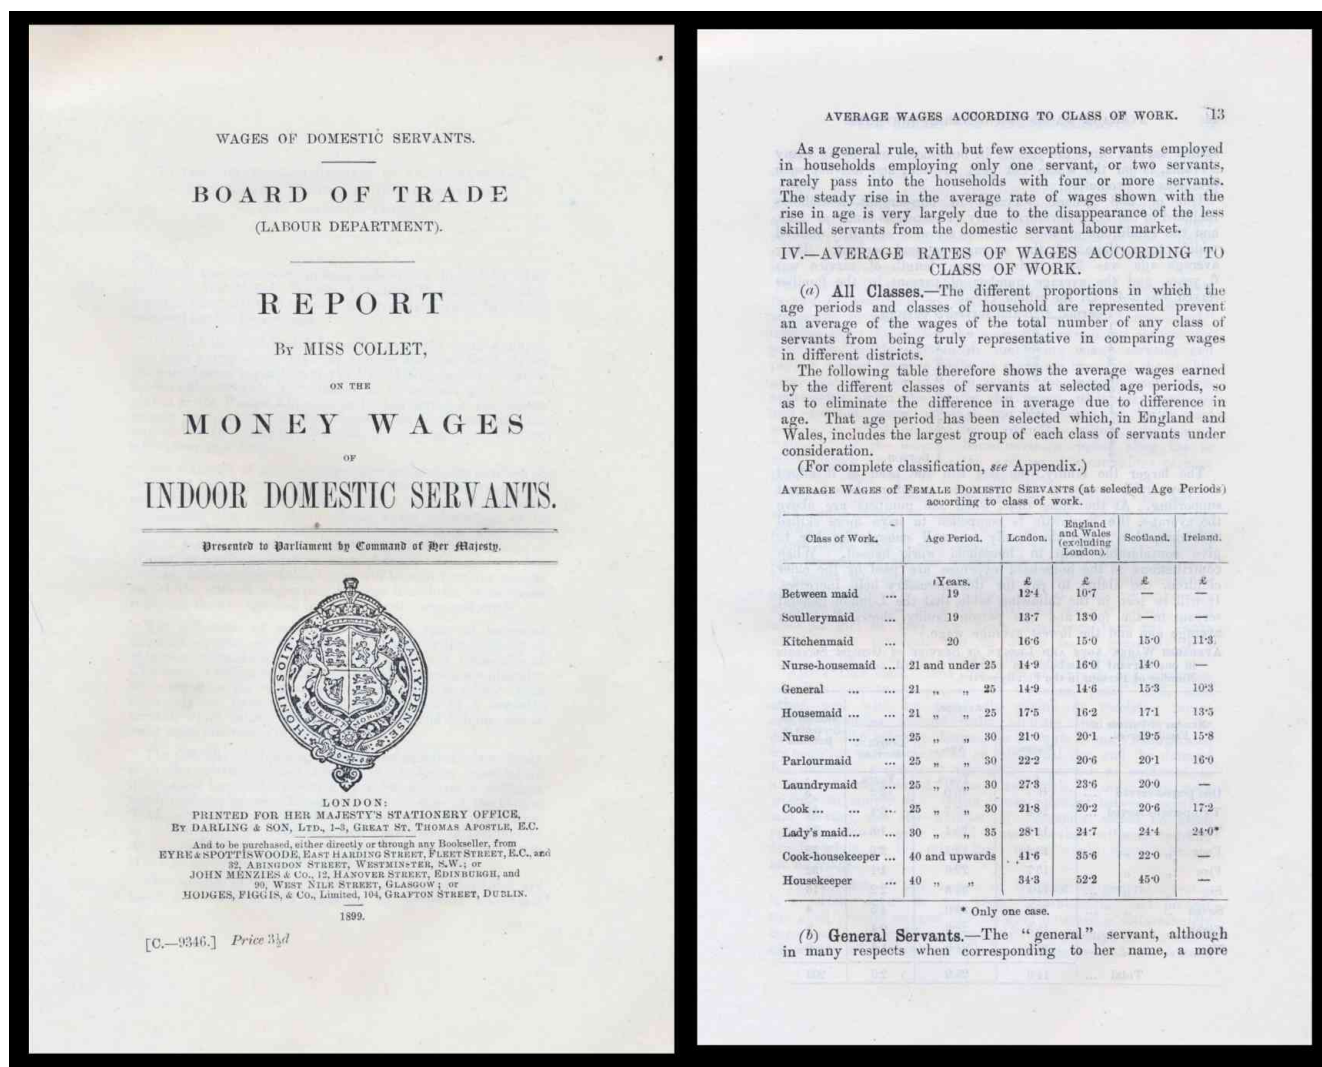 WAGES OF DOMESTIC SERVANTS.
BOARD OF TRADE
(LABOUR DEPARTMENT).
REPORT
BY MISS COLLET,
ON THE
MONEY WAGES
OF
INDOOR DOMESTIC SERVANTS.
Presented to Parliament by Command of Her Majesty.
HONI SOIT QUI MAL Y PENSE
DIEU ET MON DROIT
LONDON:
PRINTED FOR HER MAJESTY'S STATIONERY OFFICE,
BY DARLING & SON, LTD., 1-3, GREAT ST. THOMAS APOSTLE, E.C.
And to be purchased, either directly or through any Bookseller, from
EYRE & SPOTTISWOODE, EAST HARDING STREET, FLEET STREET, E.C., and
32, ABINGDON STREET, WESTMINSTER, S.W.; or
JOHN MENZIES & Co., 12, HANOVER STREET, EDINBURGH, and
90, WEST NILE STREET, GLASGOW; or
HODGES, FIGGIS, & Co., Limited, 104, GRAFTON STREET, DUBLIN.
1899.
[C.—9346.] Price 3½d
AVERAGE WAGES ACCORDING TO CLASS OF WORK. 13
As a general rule, with but few exceptions, servants employed
in households employing only one servant, or two servants,
rarely pass into the households with four or more servants.
The steady rise in the average rate of wages shown with the
rise in age is very largely due to the disappearance of the less
skilled servants from the domestic servant labour market.
IV.—AVERAGE RATES OF WAGES ACCORDING TO
CLASS OF WORK.
(a) All Classes.—The different proportions in which the
age periods and classes of household are represented prevent
an average of the wages of the total number of any class of
servants from being truly representative in comparing wages
in different districts.
The following table therefore shows the average wages earned
by the different classes of servants at selected age periods, so
as to eliminate the difference in average due to difference in
age. That age period has been selected which, in England and
Wales, includes the largest group of each class of servants under
consideration.
(For complete classification, see Appendix.)
AVERAGE WAGES of FEMALE DOMESTIC SERVANTS (at selected Age Periods)
according to class of work.
Class of Work. Age Period. London. England and Wales (excluding London). Scotland. Ireland.
Years. £ £ £ £
Between maid ... 19 12·4 10·7 — —
Scullerymaid ... 19 13·7 13·0 — —
Kitchenmaid ... 20 16·6 15·0 15·0 11·3
Nurse-housemaid ... 21 and under 25 14·9 16·0 14·0 —
General ... ... 21 „ „ 25 14·9 14·6 15·3 10·3
Housemaid ... ... 21 „ „ 25 17·5 16·2 17·1 13·5
Nurse ... ... 25 „ „ 30 21·0 20·1 19·5 15·8
Parlourmaid ... 25 „ „ 30 22·2 20·6 20·1 16·0
Laundrymaid ... 25 „ „ 30 27·3 23·6 20·0 —
Cook ... ... ... 25 „ „ 30 21·8 20·2 20·6 17·2
Lady's maid... ... 30 „ „ 35 28·1 24·7 24·4 24·0*
Cook-housekeeper ... 40 and upwards 41·6 35·6 22·0 —
Housekeeper ... 40 „ „ 34·3 52·2 45·0 —
* Only one case.
(b) General Servants.—The "general" servant, although
in many respects when corresponding to her name, a more